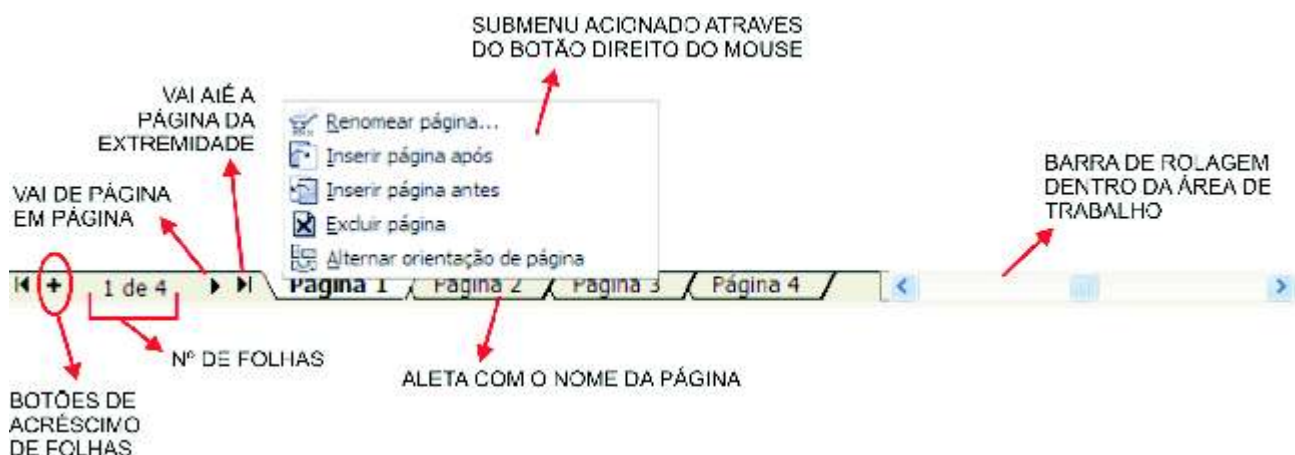 SUBMENU ACIONADO ATRAVES
DO BOTÃO DIREITO DO MOUSE
VAI ATÉ A
PÁGINA DA
EXTREMIDADE
Renomear página...
Inserir página após
Inserir página antes
Excluir página
Alternar orientação de página
VAI DE PÁGINA
EM PÁGINA
BARRA DE ROLAGEM
DENTRO DA ÁREA DE
TRABALHO
1 de 4
Página 1
Página 2
Página 3
Página 4
Nº DE FOLHAS
ALETA COM O NOME DA PÁGINA
BOTÕES DE
ACRÉSCIMO
DE FOLHAS